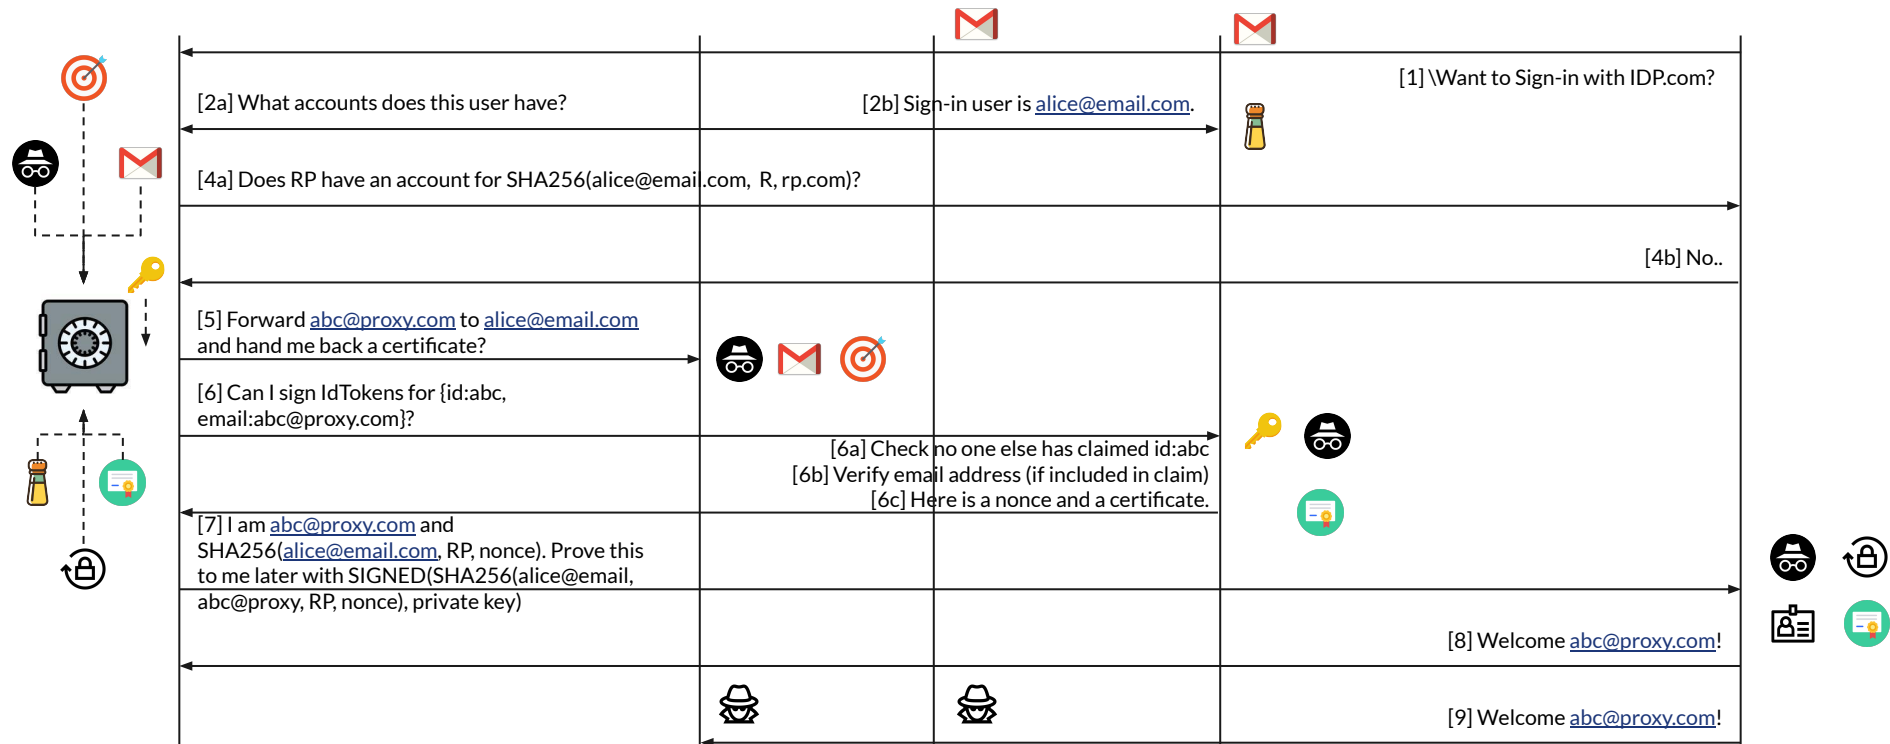 [1] \Want to Sign-in with IDP.com?
[2a] What accounts does this user have?
[2b] Sign-in user is alice@email.com.
[4a] Does RP have an account for SHA256(alice@email.com, R, rp.com)?
[4b] No..
[5] Forward abc@proxy.com to alice@email.com
and hand me back a certificate?
[6] Can I sign IdTokens for {id:abc,
email:abc@proxy.com}?
[6a] Check no one else has claimed id:abc
[6b] Verify email address (if included in claim)
[6c] Here is a nonce and a certificate.
[7] I am abc@proxy.com and
SHA256(alice@email.com, RP, nonce). Prove this
to me later with SIGNED(SHA256(alice@email,
abc@proxy, RP, nonce), private key)
[8] Welcome abc@proxy.com!
[9] Welcome abc@proxy.com!